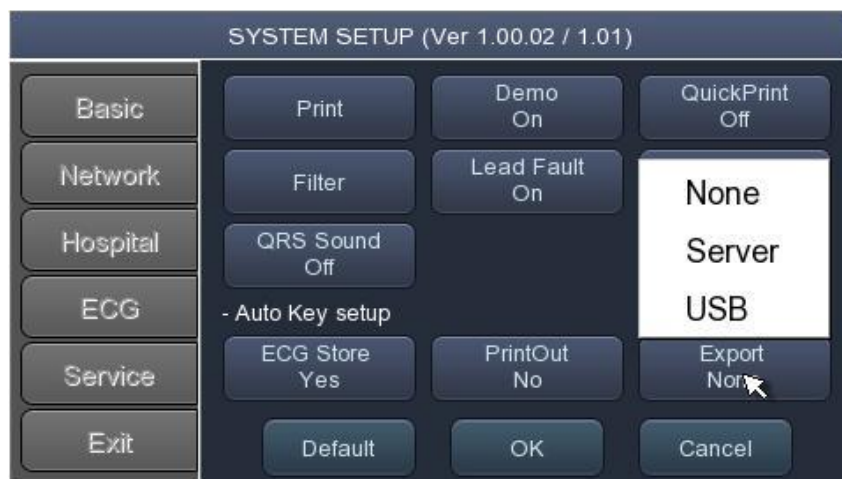 SYSTEM SETUP (Ver 1.00.02 / 1.01)
Basic
Network
Hospital
ECG
Service
Exit
Print
Demo
On
QuickPrint
Off
Filter
Lead Fault
On
QRS Sound
Off
None
Server
USB
- Auto Key setup
ECG Store
Yes
PrintOut
No
Export
None
Default
OK
Cancel